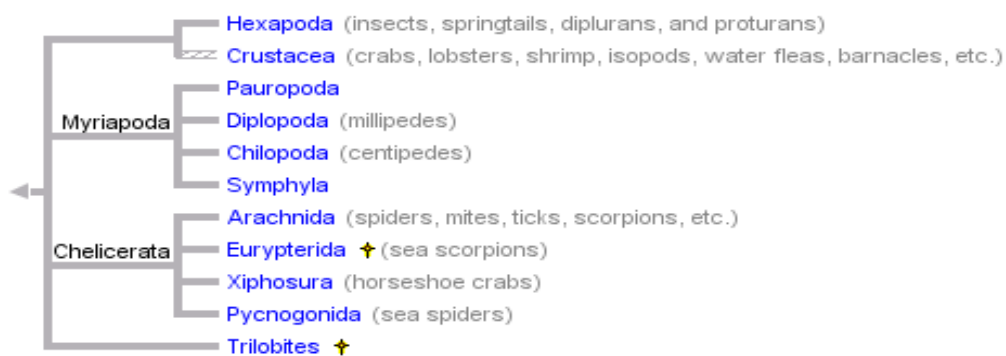 Hexapoda (insects, springtails, diplurans, and proturans)
Crustacea (crabs, lobsters, shrimp, isopods, water fleas, barnacles, etc.)
Pauropoda
Myriapoda
Diplopoda (millipedes)
Chilopoda (centipedes)
Symphyla
Arachnida (spiders, mites, ticks, scorpions, etc.)
Chelicerata
Eurypterida (sea scorpions)
Xiphosura (horseshoe crabs)
Pycnogonida (sea spiders)
Trilobites